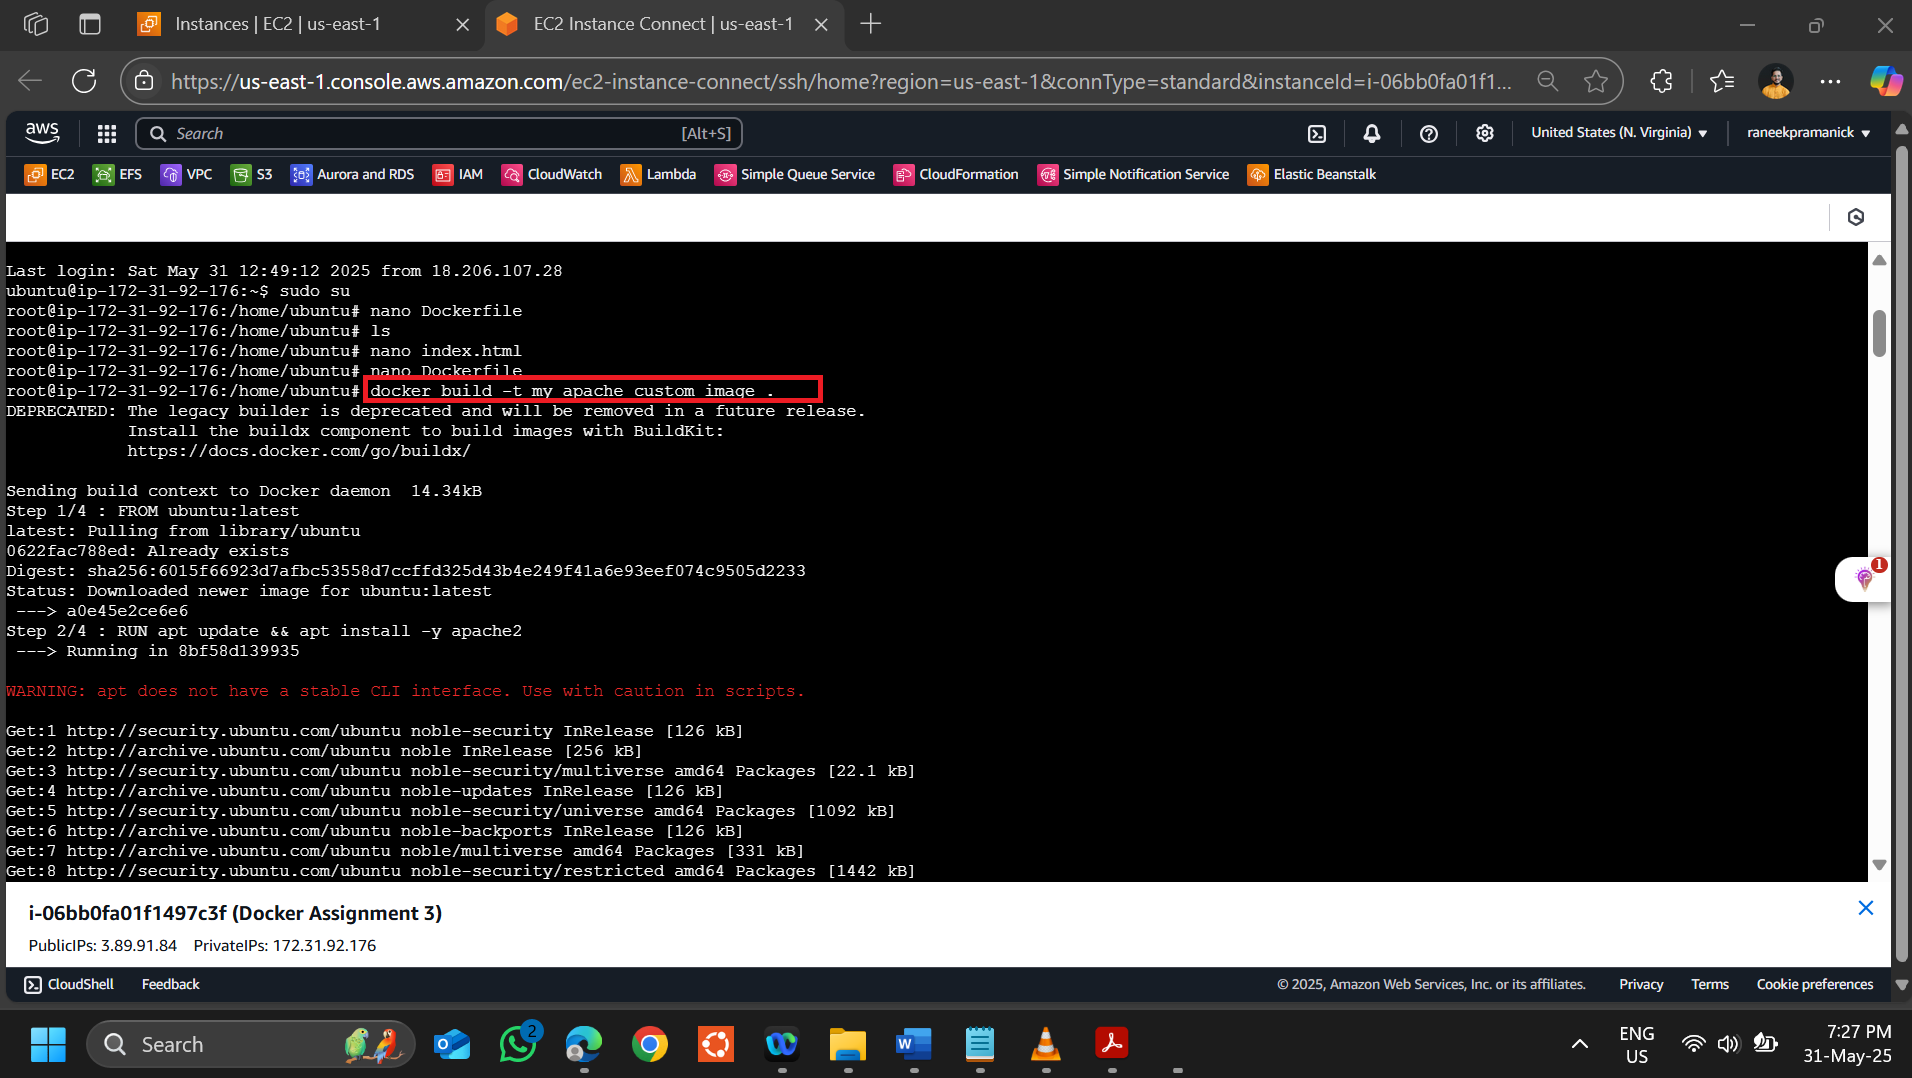 Instances | EC2 | us-east-1
EC2 Instance Connect | us-east-1
https://us-east-1.console.aws.amazon.com/ec2-instance-connect/ssh/home?region=us-east-1&connType=standard&instanceId=i-06bb0fa01f1...
aws
Search [Alt+S]
United States (N. Virginia)
raneekpramanick
EC2 EFS VPC S3 Aurora and RDS IAM CloudWatch Lambda Simple Queue Service CloudFormation Simple Notification Service Elastic Beanstalk
Last login: Sat May 31 12:49:12 2025 from 18.206.107.28
ubuntu@ip-172-31-92-176:~$ sudo su
root@ip-172-31-92-176:/home/ubuntu# nano Dockerfile
root@ip-172-31-92-176:/home/ubuntu# ls
root@ip-172-31-92-176:/home/ubuntu# nano index.html
root@ip-172-31-92-176:/home/ubuntu# nano Dockerfile
root@ip-172-31-92-176:/home/ubuntu# docker build -t my_apache_custom_image .
DEPRECATED: The legacy builder is deprecated and will be removed in a future release.
Install the buildx component to build images with BuildKit:
https://docs.docker.com/go/buildx/
Sending build context to Docker daemon 14.34kB
Step 1/4 : FROM ubuntu:latest
latest: Pulling from library/ubuntu
0622fac788ed: Already exists
Digest: sha256:6015f66923d7afbc53558d7ccffd325d43b4e249f41a6e93eef074c9505d2233
Status: Downloaded newer image for ubuntu:latest
---> a0e45e2ce6e6
Step 2/4 : RUN apt update && apt install -y apache2
---> Running in 8bf58d139935
WARNING: apt does not have a stable CLI interface. Use with caution in scripts.
Get:1 http://security.ubuntu.com/ubuntu noble-security InRelease [126 kB]
Get:2 http://archive.ubuntu.com/ubuntu noble InRelease [256 kB]
Get:3 http://security.ubuntu.com/ubuntu noble-security/multiverse amd64 Packages [22.1 kB]
Get:4 http://archive.ubuntu.com/ubuntu noble-updates InRelease [126 kB]
Get:5 http://security.ubuntu.com/ubuntu noble-security/universe amd64 Packages [1092 kB]
Get:6 http://archive.ubuntu.com/ubuntu noble-backports InRelease [126 kB]
Get:7 http://archive.ubuntu.com/ubuntu noble/multiverse amd64 Packages [331 kB]
Get:8 http://security.ubuntu.com/ubuntu noble-security/restricted amd64 Packages [1442 kB]
1
i-06bb0fa01f1497c3f (Docker Assignment 3)
PublicIPs: 3.89.91.84 PrivateIPs: 172.31.92.176
CloudShell Feedback © 2025, Amazon Web Services, Inc. or its affiliates. Privacy Terms Cookie preferences
Search
2
ENG
US
7:27 PM
31-May-25